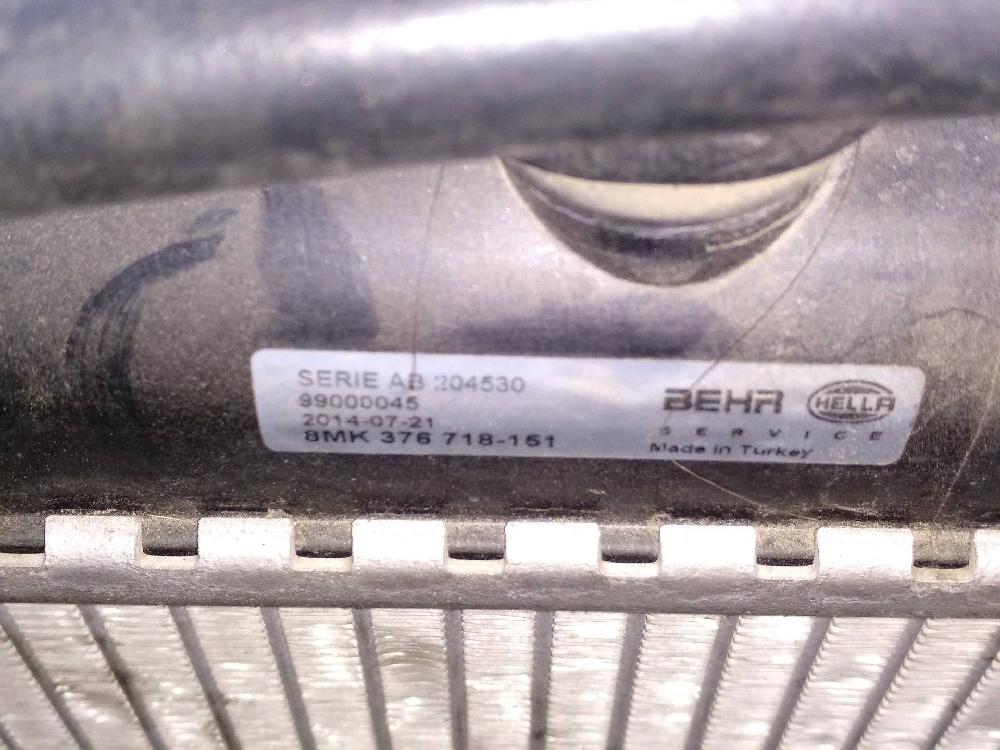 SERIE AB 204530
99000045
2014-07-21
8MK 376 718-151
BEHR HELLA
SERVICE
Made in Turkey